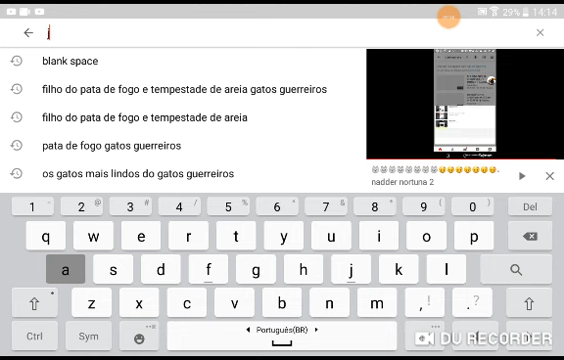 29% 14:14
blank space
filho do pata de fogo e tempestade de areia gatos guerreiros
filho do pata de fogo e tempestade de areia
pata de fogo gatos guerreiros
os gatos mais lindos do gatos guerreiros
nadder nortuna 2
1 - 2 @ 3 # 4 / 5 % 6 ^ 7 & 8 * 9 ( 0 ) Del
q w e r t y u i o p
a s d f g h j k l
z x c v b n m , ! . ?
Ctrl Sym Português(BR)
DU RECORDER